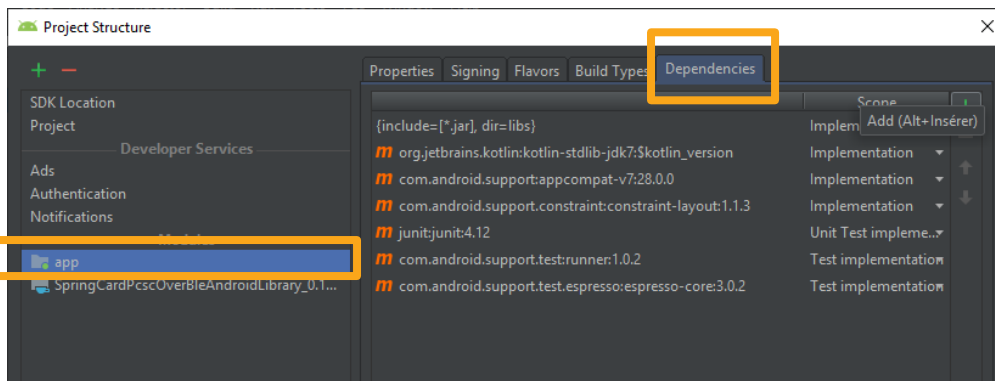 Project Structure
Properties Signing Flavors Build Types Dependencies
SDK Location
Project
Developer Services
Ads
Authentication
Notifications
Modules
app
SpringCardPcscOverBleAndroidLibrary_0.1...
Scope
Add (Alt+Insérer)
{include=[*.jar], dir=libs}
Implem
m org.jetbrains.kotlin:kotlin-stdlib-jdk7:$kotlin_version Implementation
m com.android.support:appcompat-v7:28.0.0 Implementation
m com.android.support.constraint:constraint-layout:1.1.3 Implementation
m junit:junit:4.12 Unit Test impleme...
m com.android.support.test:runner:1.0.2 Test implementation
m com.android.support.test.espresso:espresso-core:3.0.2 Test implementation